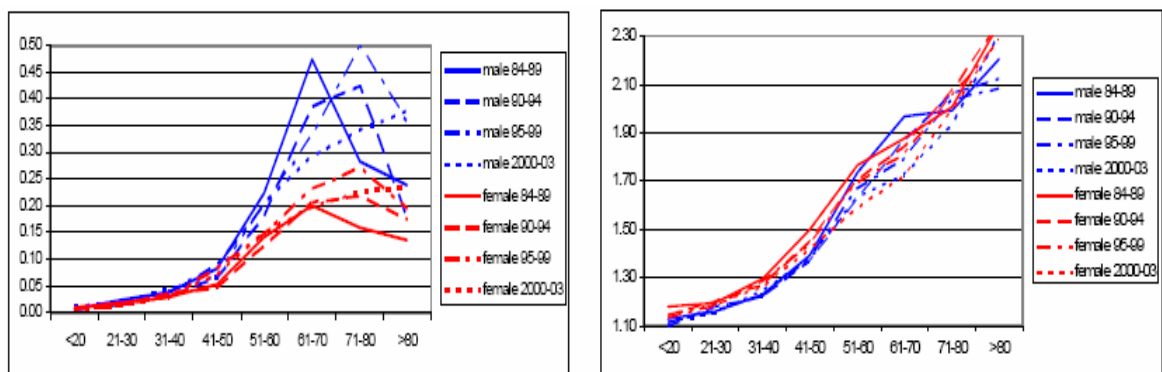 0.50
0.45
0.40
0.35
0.30
0.25
0.20
0.15
0.10
0.05
0.00
<20 21-30 31-40 41-50 51-60 61-70 71-80 >80
male 84-89
male 90-94
male 95-99
male 2000-03
female 84-89
female 90-94
female 95-99
female 2000-03
2.30
2.10
1.90
1.70
1.50
1.30
1.10
<20 21-30 31-40 41-50 51-60 61-70 71-80 >80
male 84-89
male 90-94
male 95-99
male 2000-03
female 84-89
female 90-94
female 95-99
female 2000-03